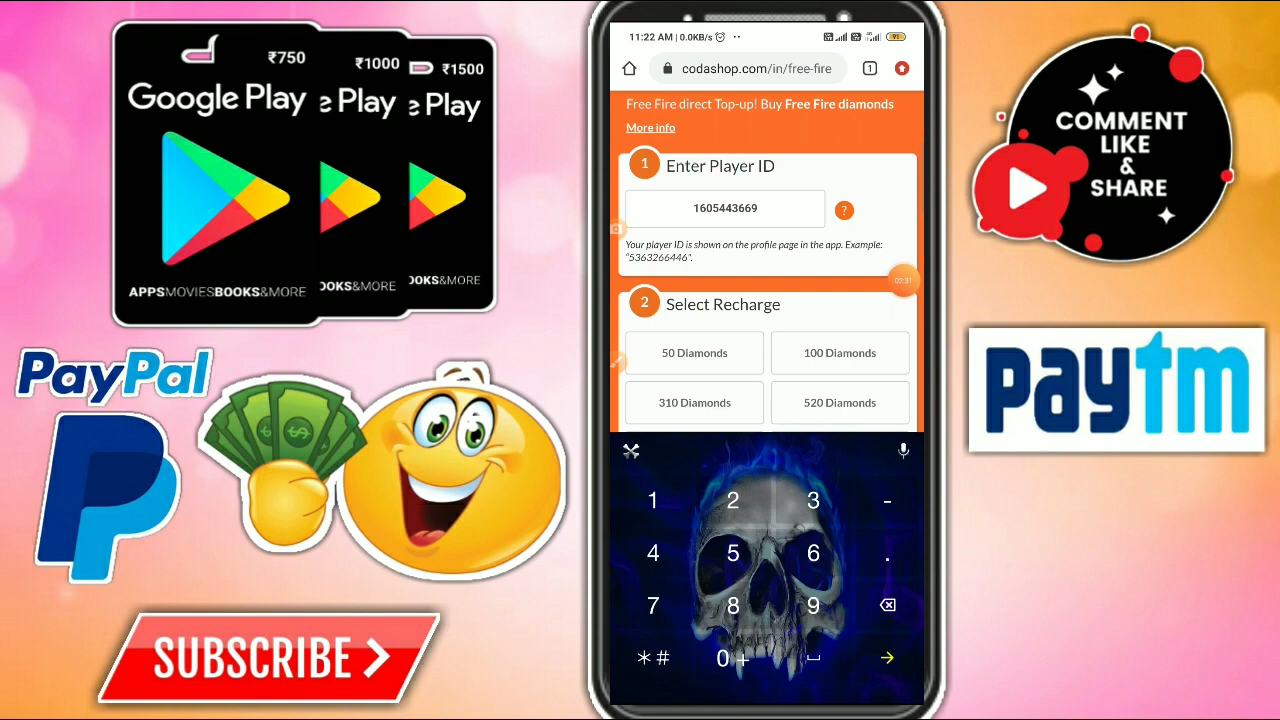 ₹750
Google Play
APPSMOVIESBOOKS&MORE
₹1000
e Play
OOKS&MORE
₹1500
e Play
OOKS&MORE
PayPal
SUBSCRIBE >
11:22 AM | 0.0KB/s
91
codashop.com/in/free-fire
1
Free Fire direct Top-up! Buy Free Fire diamonds
More info
1 Enter Player ID
1605443669
?
Your player ID is shown on the profile page in the app. Example:
"5363266446".
2 Select Recharge
50 Diamonds
100 Diamonds
310 Diamonds
520 Diamonds
1 2 3 -
4 5 6 .
7 8 9
*# 0+
COMMENT
LIKE
&
SHARE
paytm